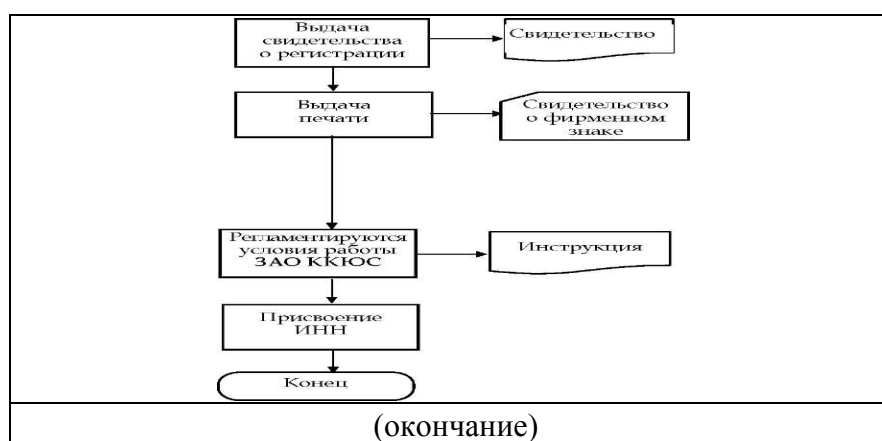 Выдача
свидетельства
о регистрации
Свидетельство
Выдача
печати
Свидетельство
о фирменном
знаке
Регламентируются
условия работы
ЗАО ККЮС
Инструкция
Присвоение
ИНН
Конец
(окончание)